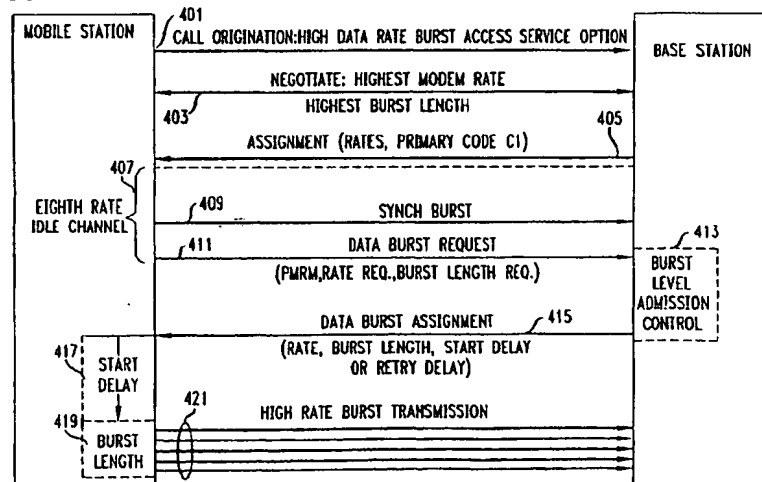 MOBILE STATION
401
CALL ORIGINATION:HIGH DATA RATE BURST ACCESS SERVICE OPTION
BASE STATION
NEGOTIATE: HIGHEST MODEM RATE
403
HIGHEST BURST LENGTH
ASSIGNMENT (RATES, PRIMARY CODE C1)
405
407
EIGHTH RATE
IDLE CHANNEL
409
SYNCH BURST
411
DATA BURST REQUEST
(PMRM,RATE REQ.,BURST LENGTH REQ.)
413
BURST
LEVEL
ADMISSION
CONTROL
DATA BURST ASSIGNMENT
415
(RATE, BURST LENGTH, START DELAY
OR RETRY DELAY)
417
START
DELAY
419
BURST
LENGTH
421
HIGH RATE BURST TRANSMISSION